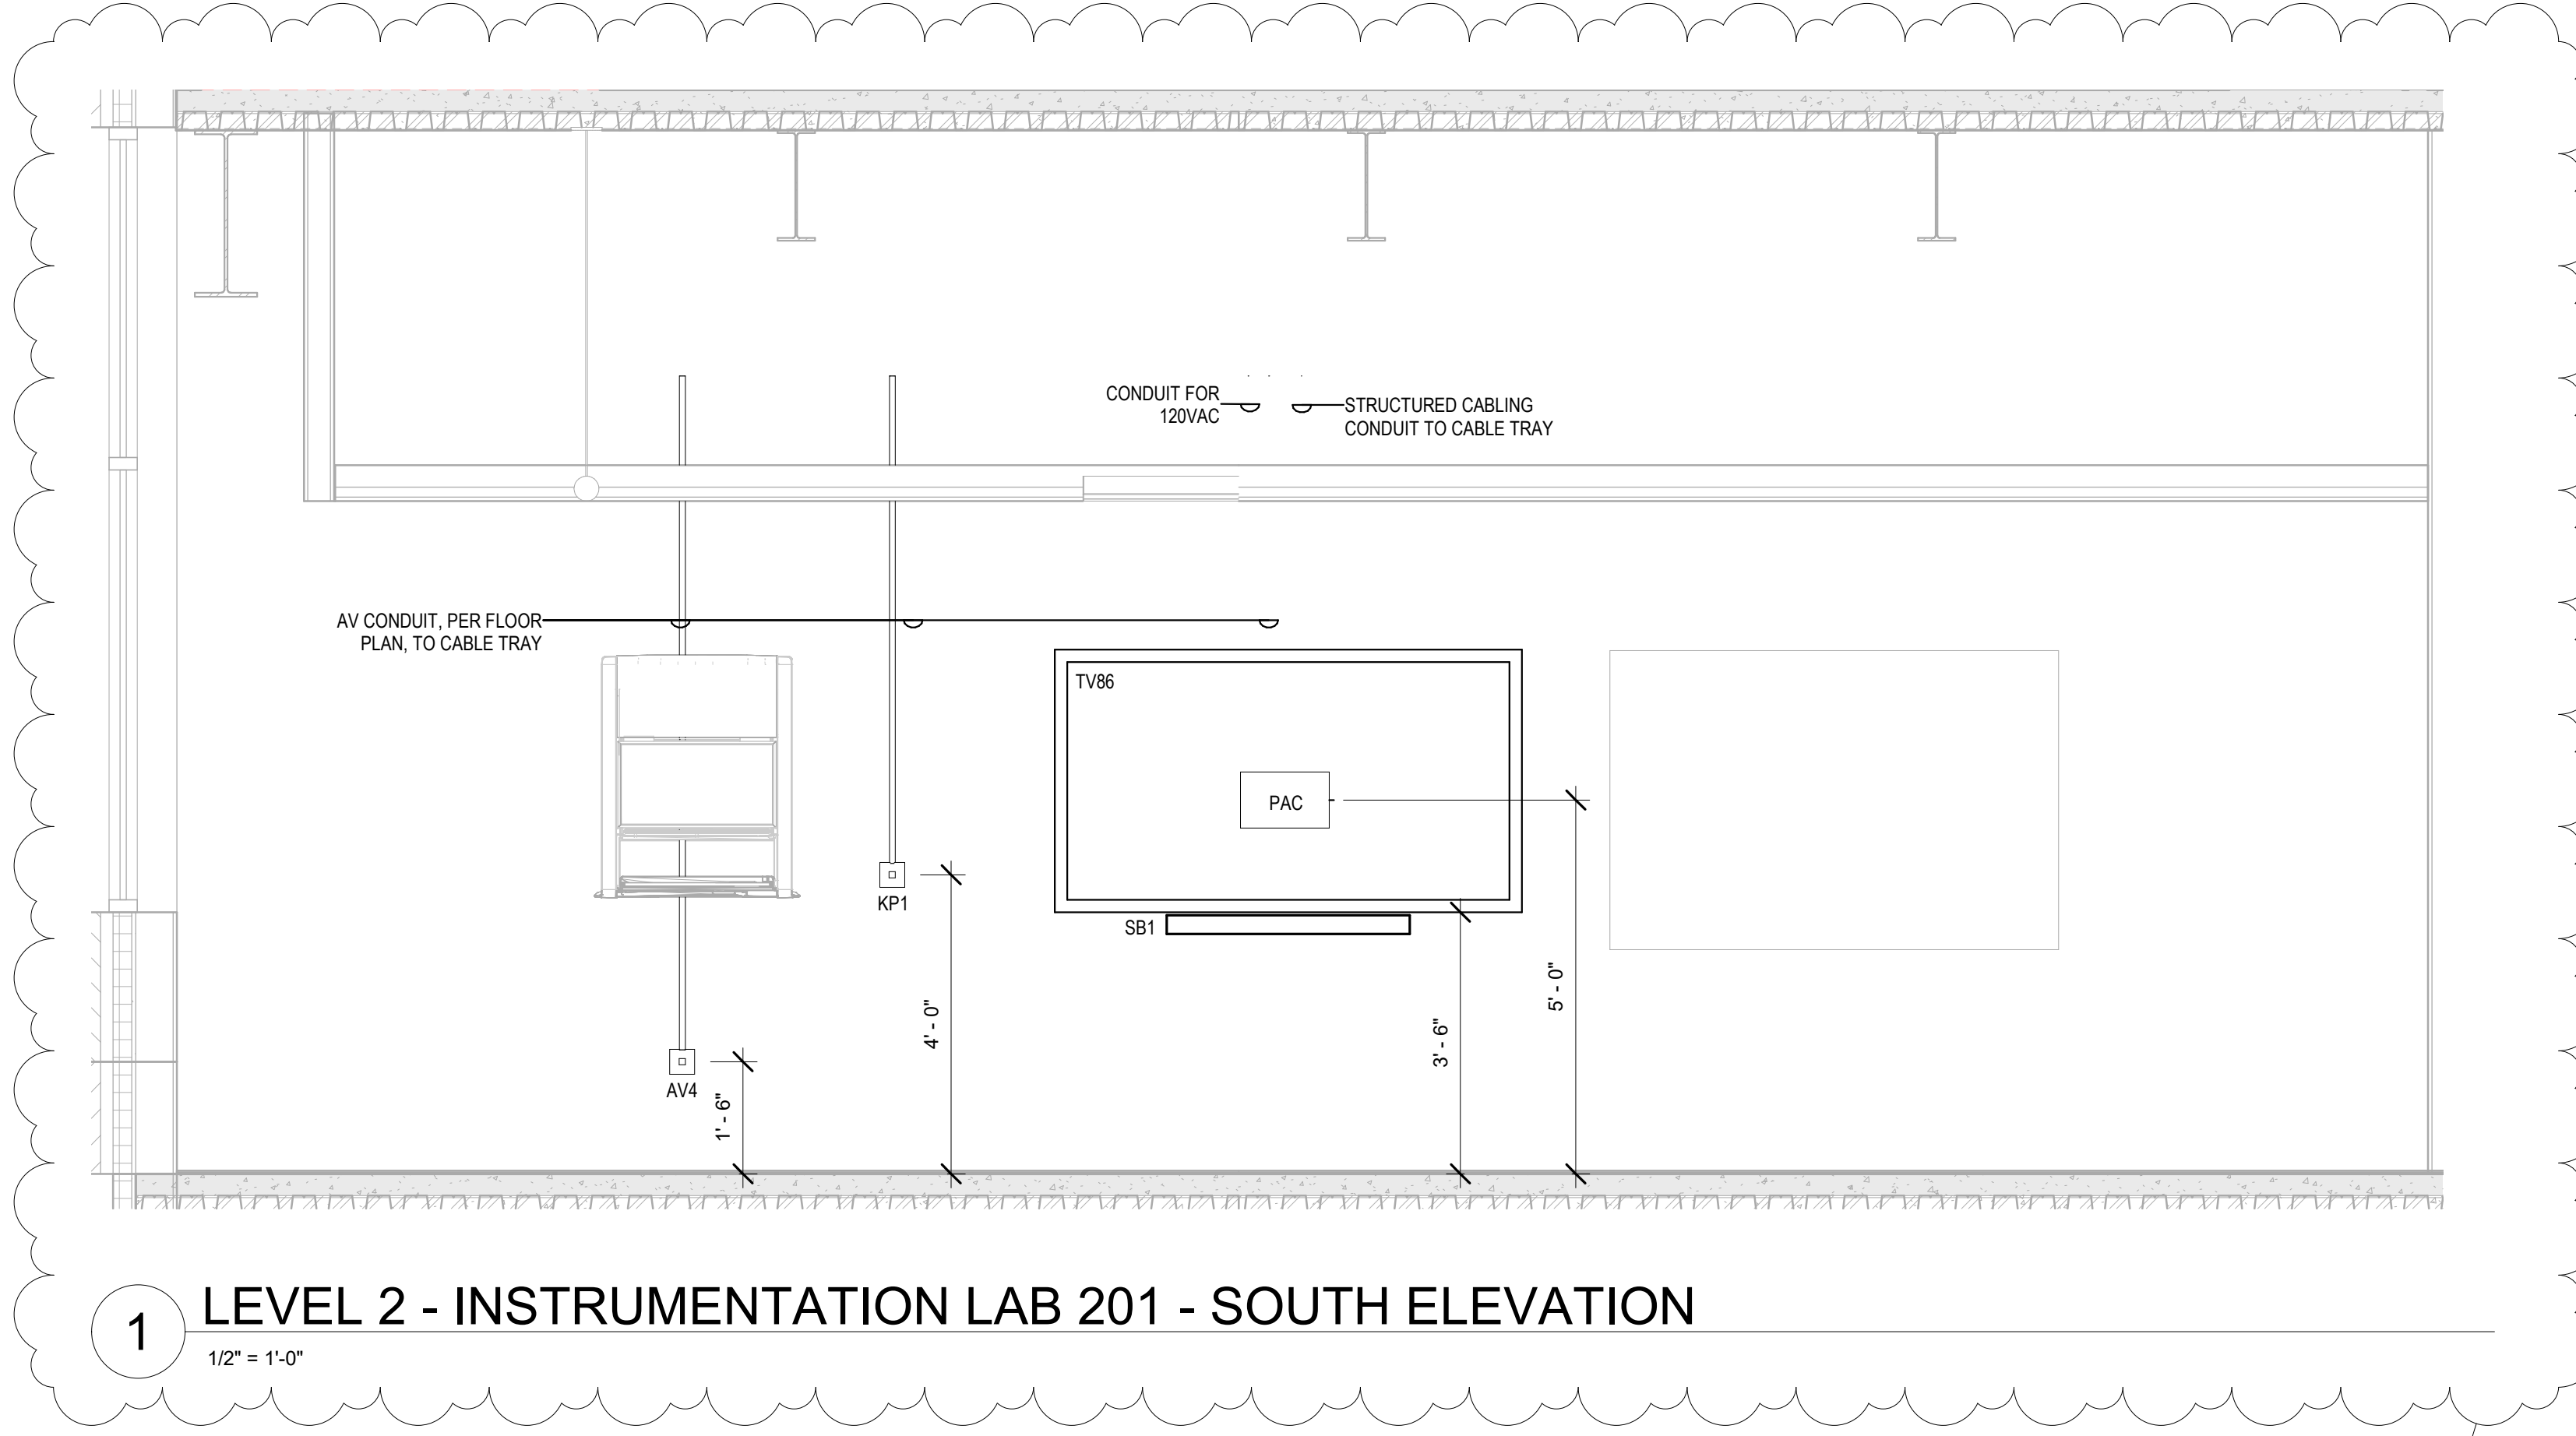 CONDUIT FOR
120VAC
STRUCTURED CABLING
CONDUIT TO CABLE TRAY
AV CONDUIT, PER FLOOR
PLAN, TO CABLE TRAY
TV86
PAC
KP1
SB1
AV4
1' - 6"
4' - 0"
3' - 6"
5' - 0"
1
LEVEL 2 - INSTRUMENTATION LAB 201 - SOUTH ELEVATION
1/2" = 1'-0"